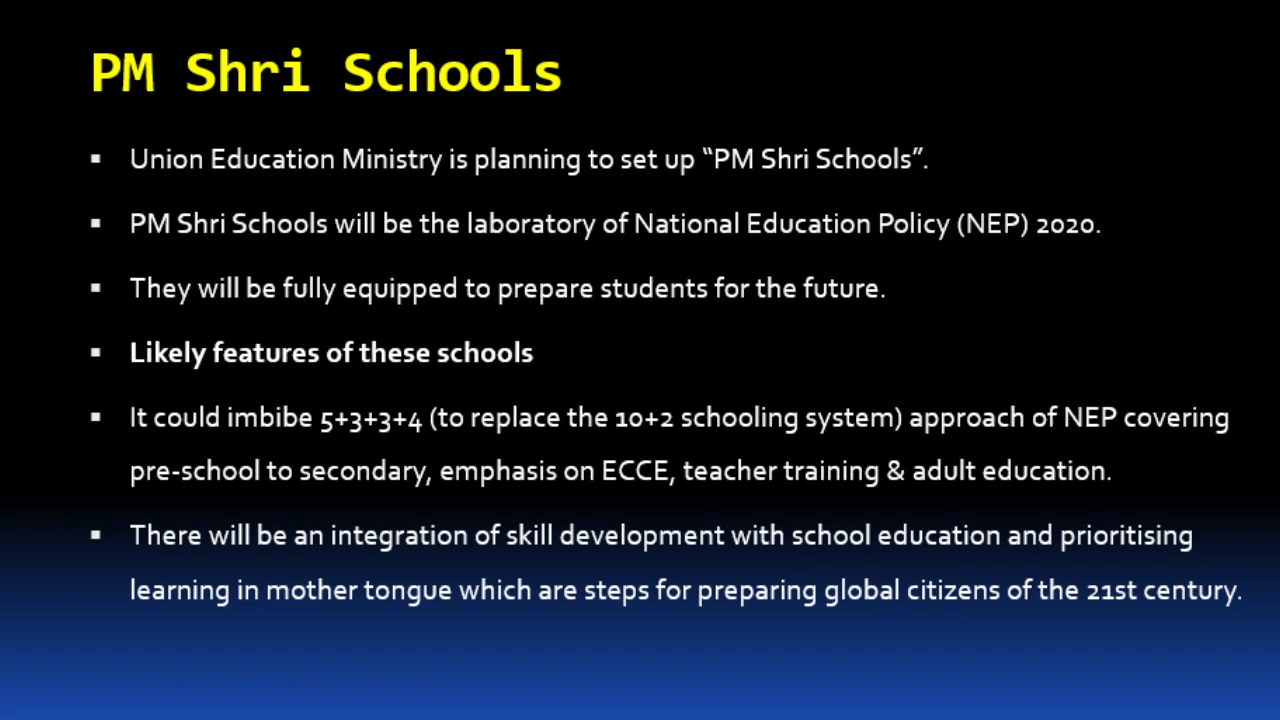 PM Shri Schools
▪ Union Education Ministry is planning to set up “PM Shri Schools”.
▪ PM Shri Schools will be the laboratory of National Education Policy (NEP) 2020.
▪ They will be fully equipped to prepare students for the future.
▪ Likely features of these schools
▪ It could imbibe 5+3+3+4 (to replace the 10+2 schooling system) approach of NEP covering
pre-school to secondary, emphasis on ECCE, teacher training & adult education.
▪ There will be an integration of skill development with school education and prioritising
learning in mother tongue which are steps for preparing global citizens of the 21st century.